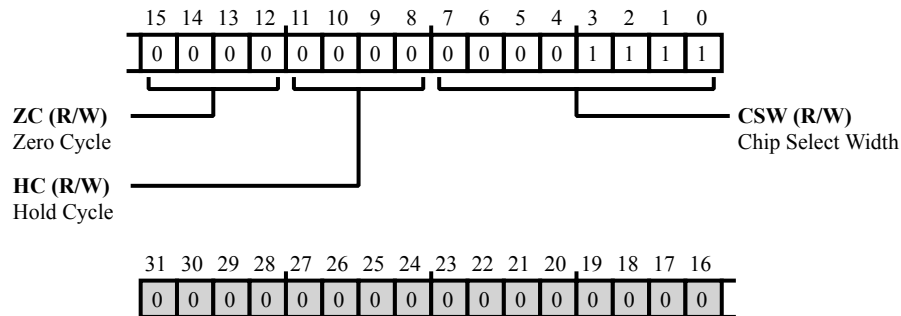 15 14 13 12 11 10 9 8 7 6 5 4 3 2 1 0
0 0 0 0 0 0 0 0 0 0 0 0 1 1 1 1
ZC (R/W)
Zero Cycle
CSW (R/W)
Chip Select Width
HC (R/W)
Hold Cycle
31 30 29 28 27 26 25 24 23 22 21 20 19 18 17 16
0 0 0 0 0 0 0 0 0 0 0 0 0 0 0 0